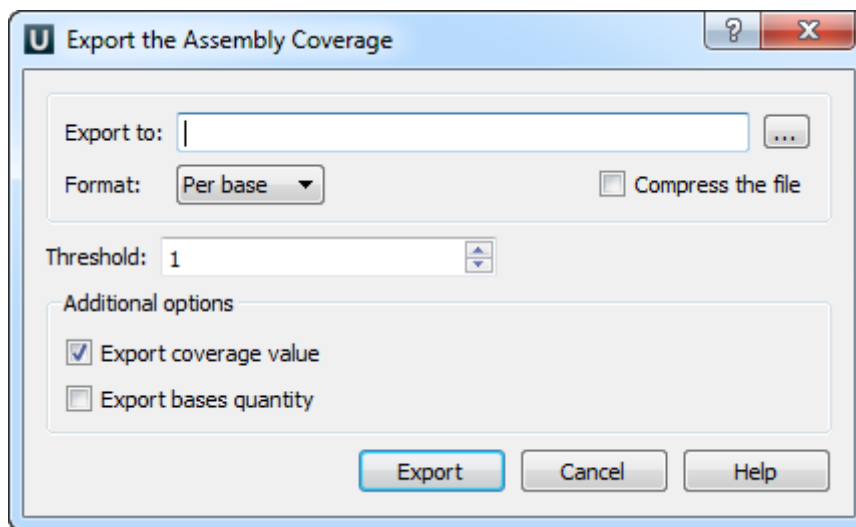 U Export the Assembly Coverage ? X
Export to: ...
Format: Per base Compress the file
Threshold: 1
Additional options
Export coverage value
Export bases quantity
Export Cancel Help